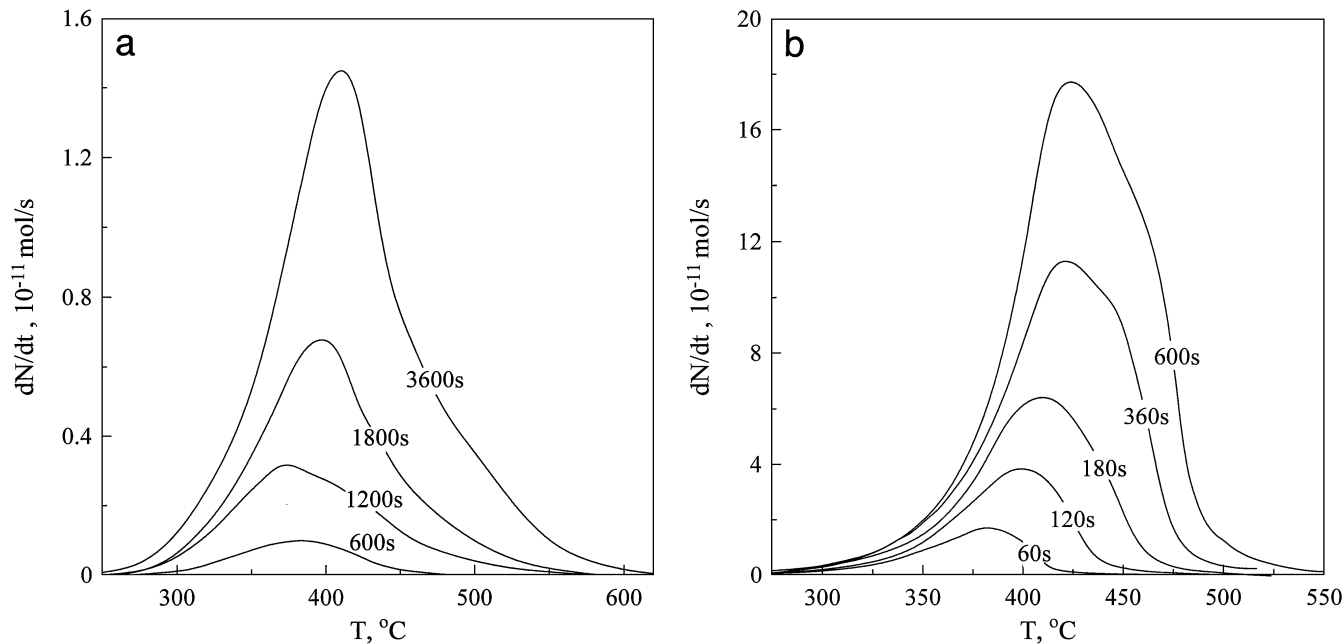 a
1.6
1.2
0.8
0.4
0
dN/dt , 10⁻¹¹ mol/s
3600s
1800s
1200s
600s
300 400 500 600
T, °C
b
20
16
12
8
4
0
dN/dt , 10⁻¹¹ mol/s
600s
360s
180s
120s
60s
300 350 400 450 500 550
T, °C